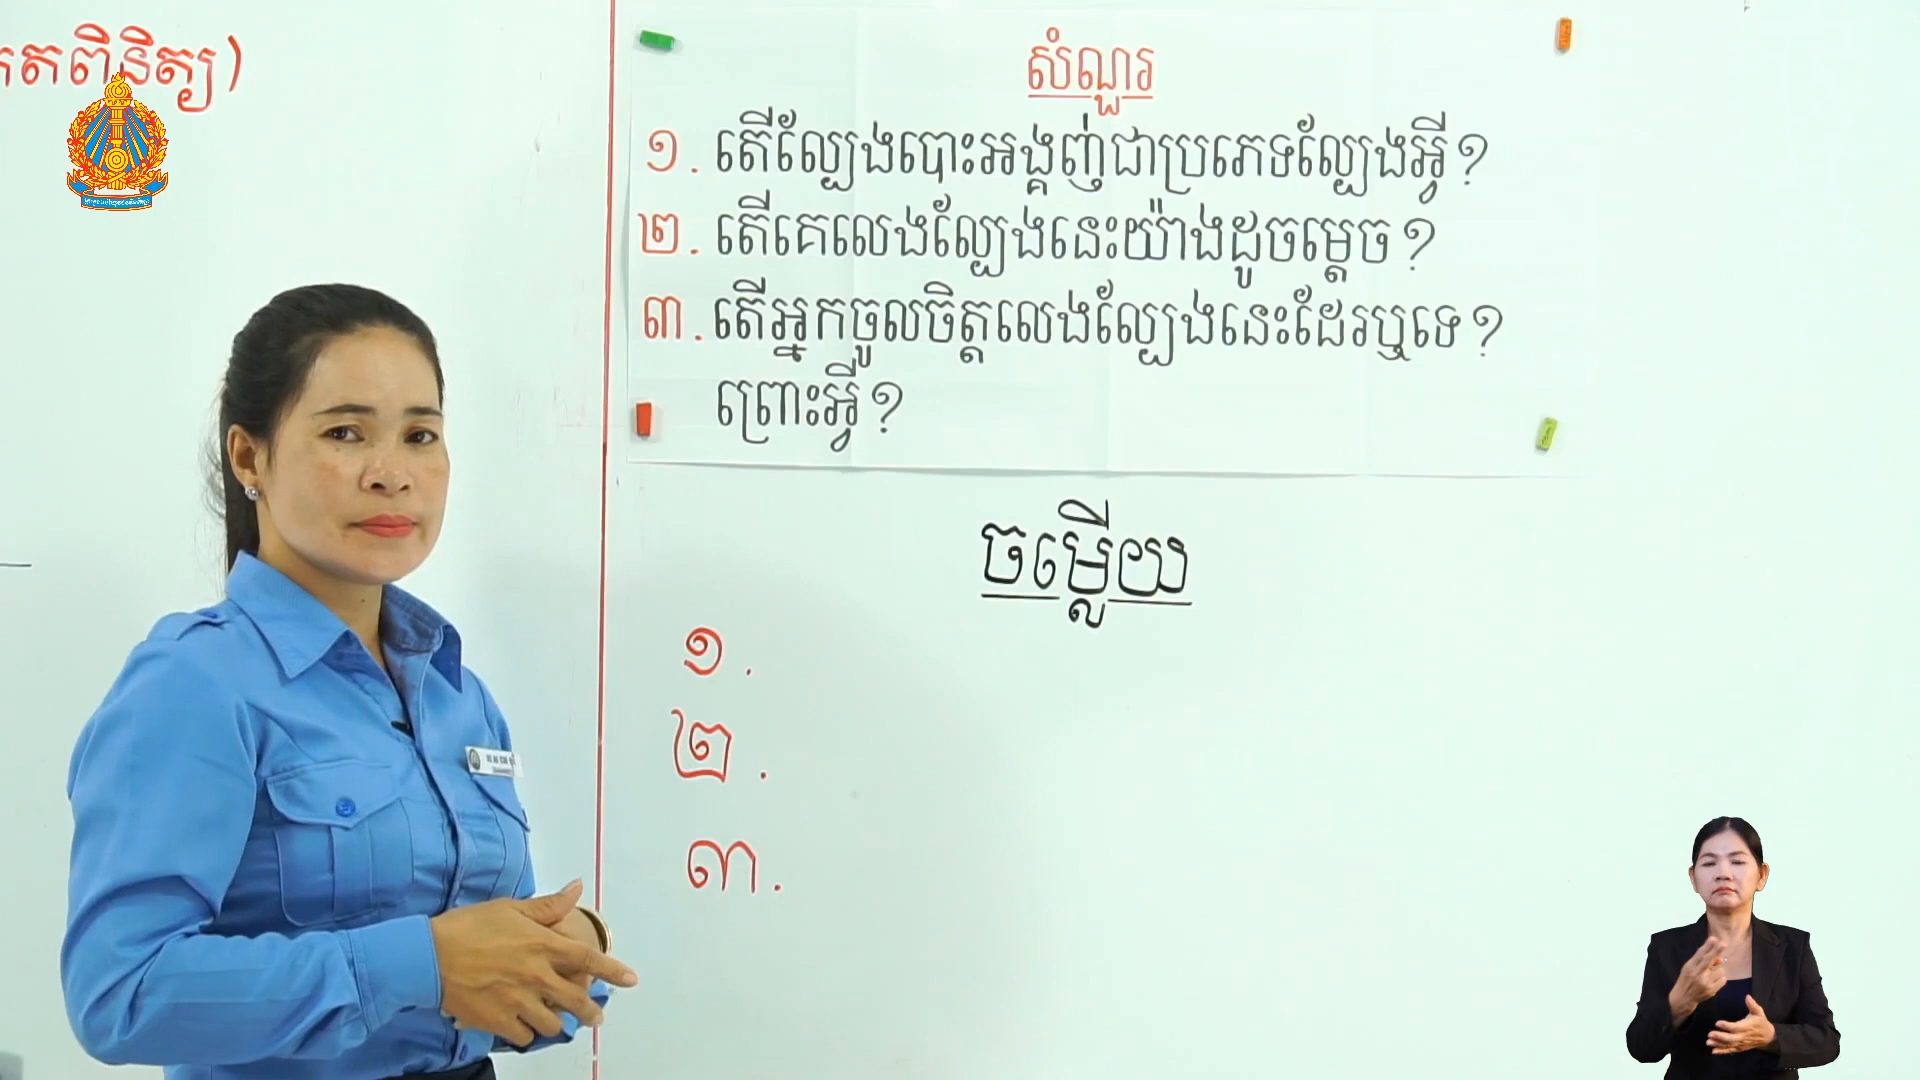 តពិនិត្យ)
សំណួរ
១. តើល្បែងបោះអង្គញ់ជាប្រភេទល្បែងអ្វី?
២. តើគេលេងល្បែងនេះយ៉ាងដូចម្ដេច?
៣. តើអ្នកចូលចិត្តលេងល្បែងនេះដែរឬទេ?
ព្រោះអ្វី?
ចម្លើយ
១.
២.
៣.